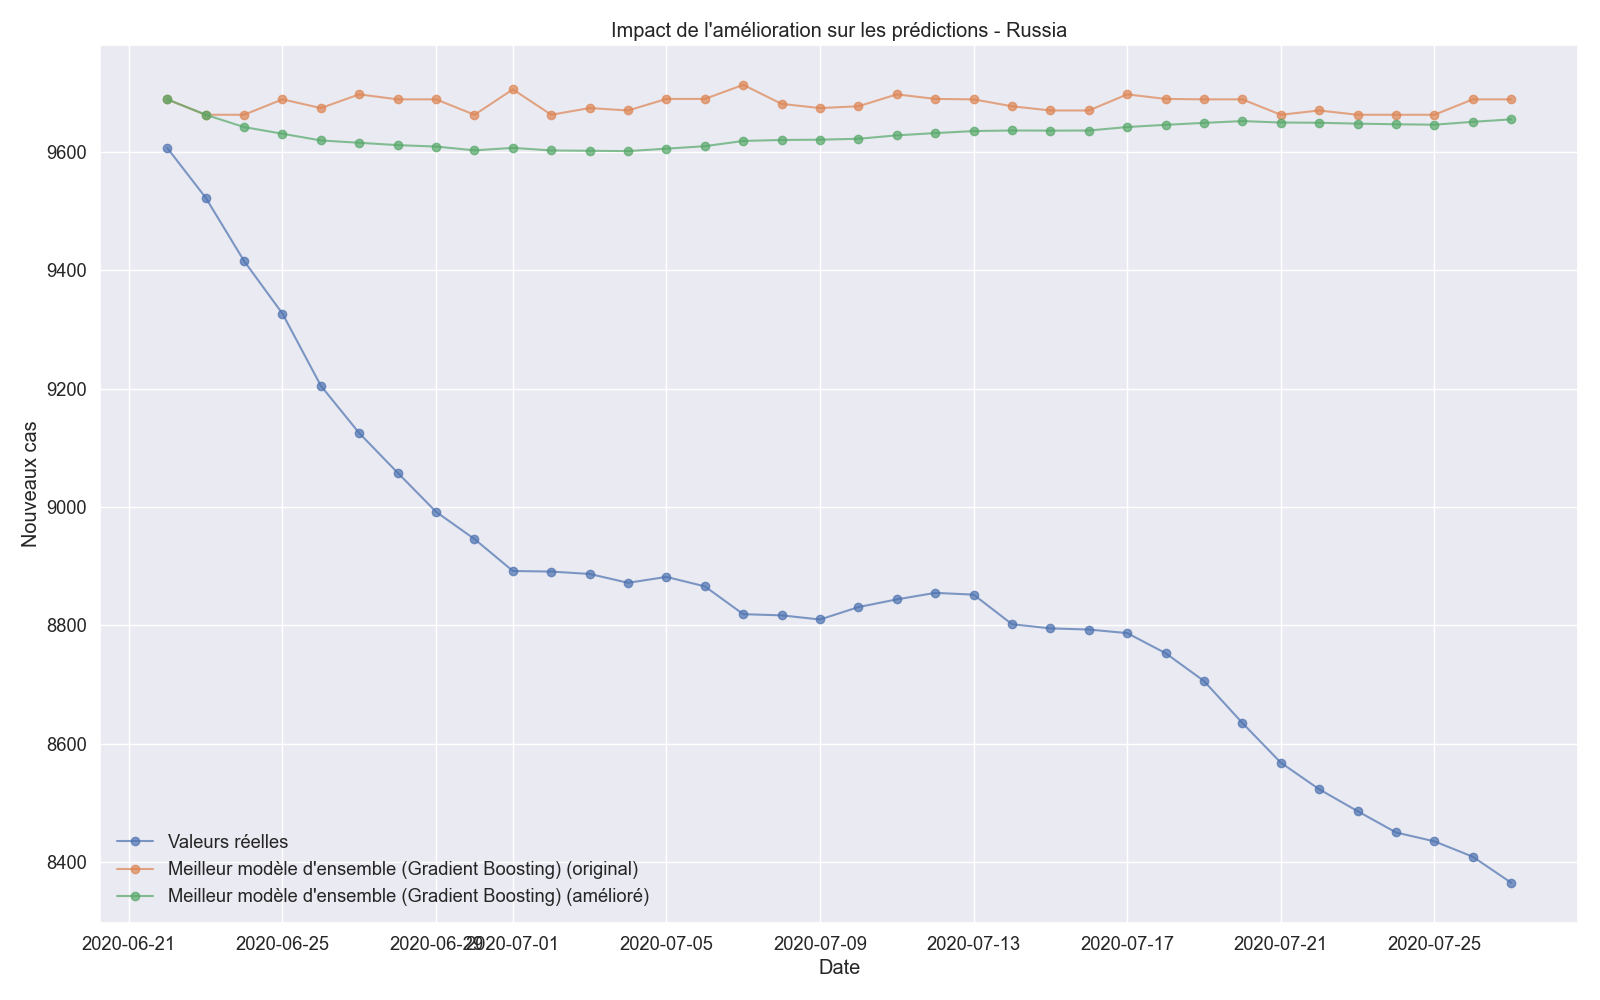 Impact de l'amélioration sur les prédictions - Russia
9600
9400
9200
9000
8800
8600
8400
Nouveaux cas
Valeurs réelles
Meilleur modèle d'ensemble (Gradient Boosting) (original)
Meilleur modèle d'ensemble (Gradient Boosting) (amélioré)
2020-06-21 2020-06-25 2020-06-29 2020-07-01 2020-07-05 2020-07-09 2020-07-13 2020-07-17 2020-07-21 2020-07-25
Date